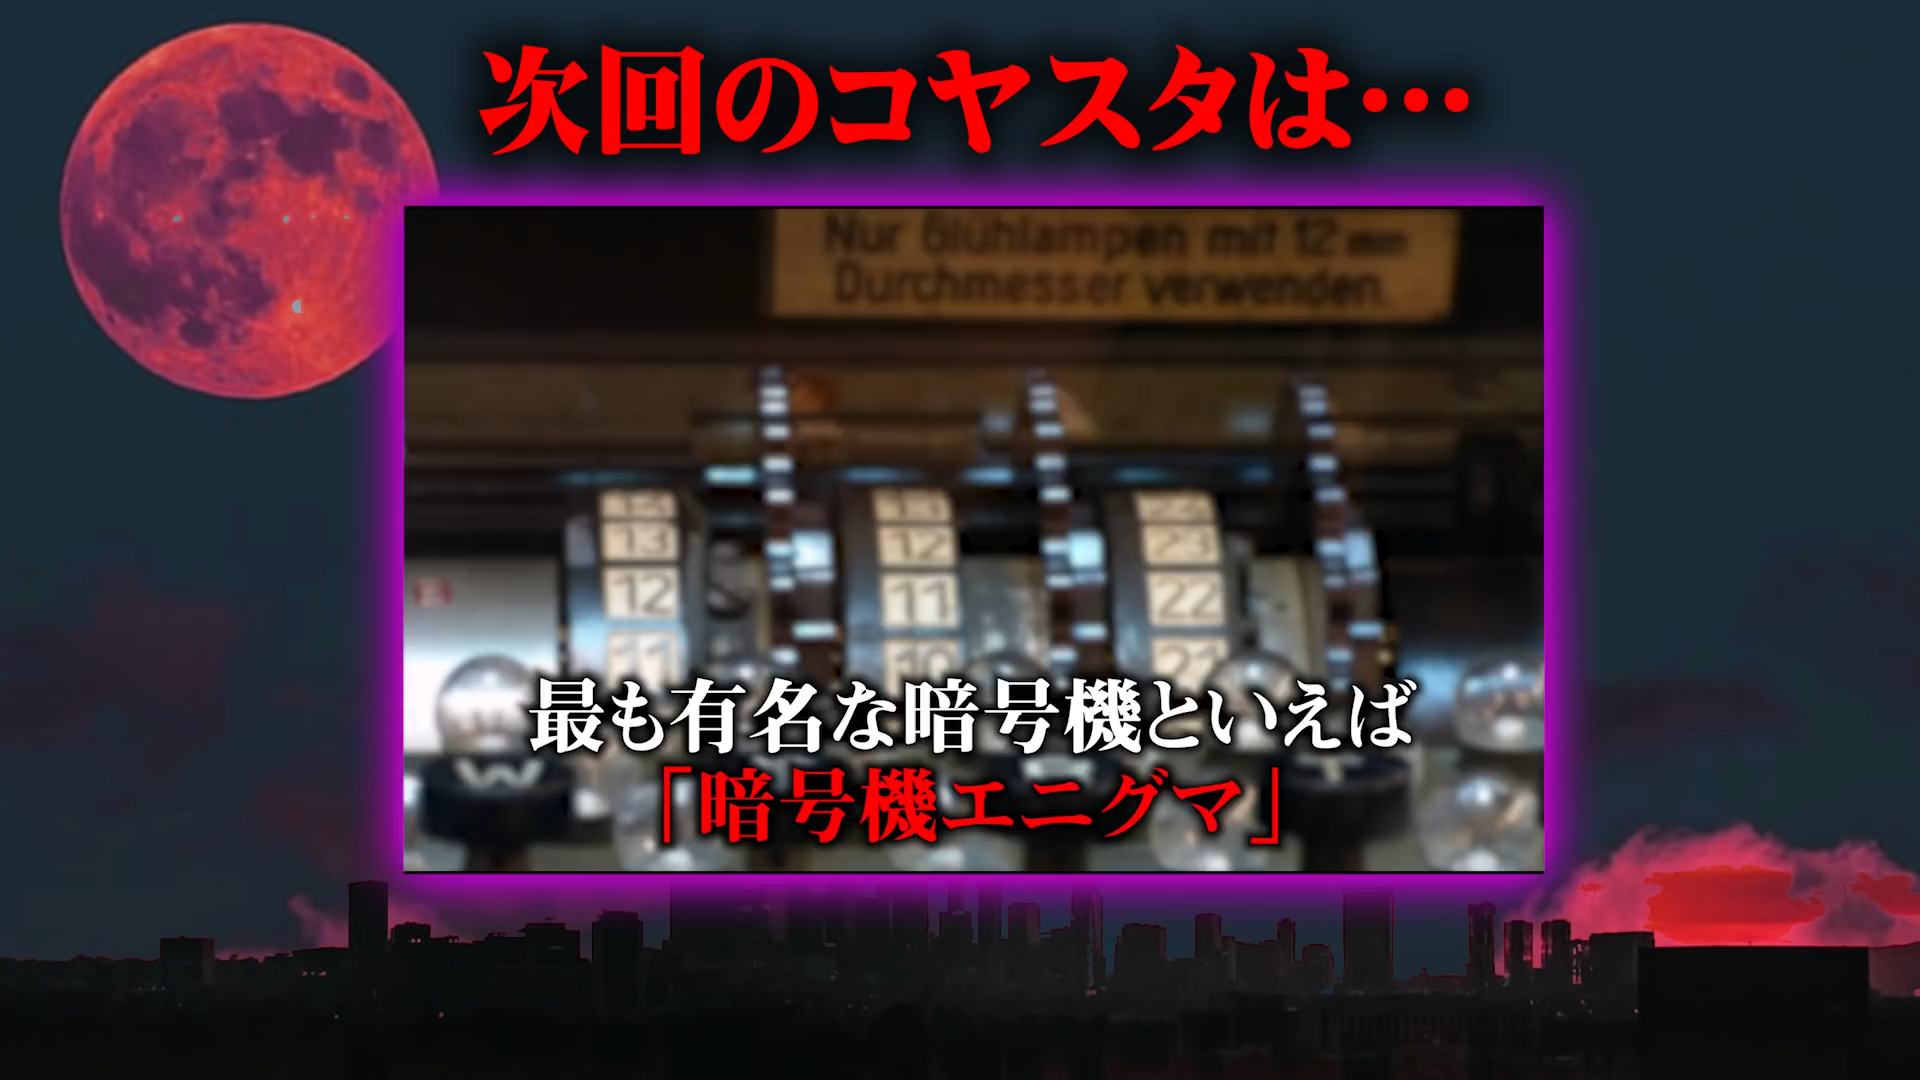 次回のコヤスタは…
Nur Glühlampen mit 12 mm
Durchmesser verwenden.
13 12 23
12 11 22
11 10 21
最も有名な暗号機といえば
「暗号機エニグマ」